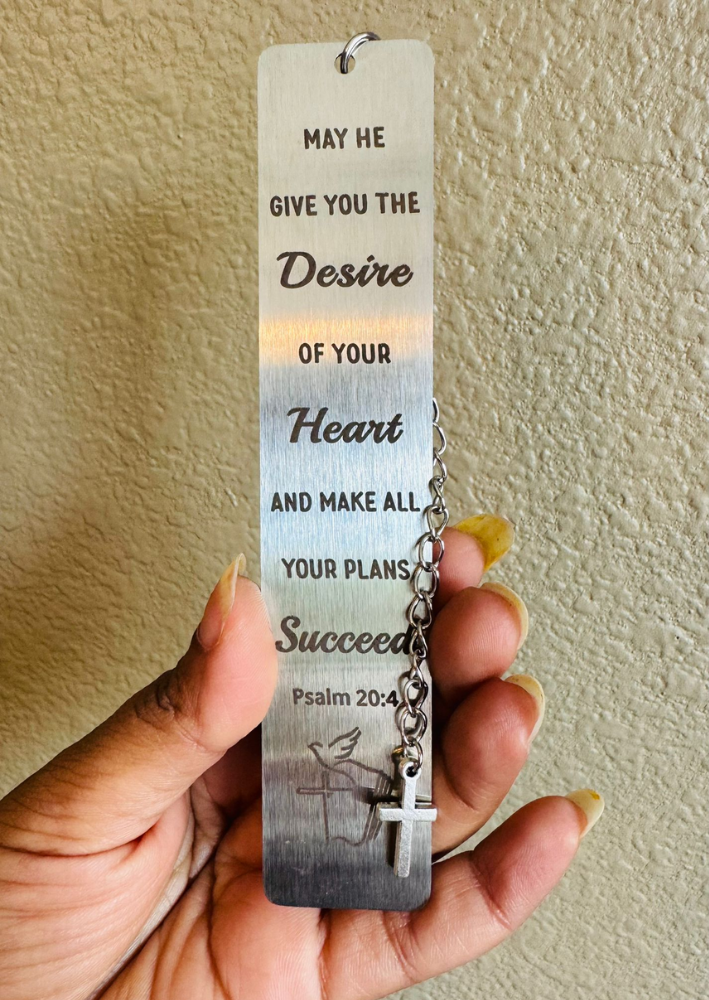 MAY HE
GIVE YOU THE
Desire
OF YOUR
Heart
AND MAKE ALL
YOUR PLANS
Succeed
Psalm 20:4